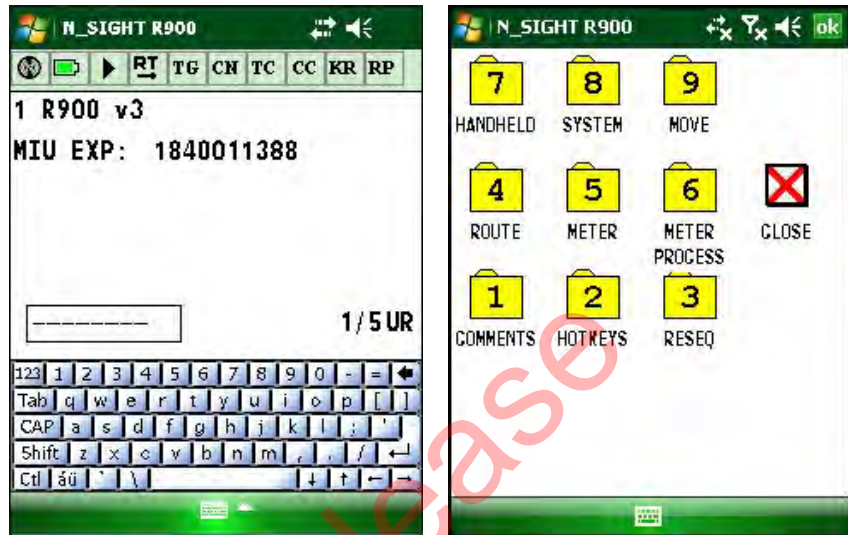 N_SIGHT R900
RT TG CN TC CC KR RP
1 R900 v3
MIU EXP: 1840011388
--------
1/5 UR
123 1 2 3 4 5 6 7 8 9 0 - =
Tab q w e r t y u i o p [ ]
CAP a s d f g h j k l ; '
Shift z x c v b n m , . /
Ctl áü ` \
N_SIGHT R900 ok
7 8 9
HANDHELD SYSTEM MOVE
4 5 6
ROUTE METER METER PROCESS CLOSE
1 2 3
COMMENTS HOTKEYS RESEQ
lease